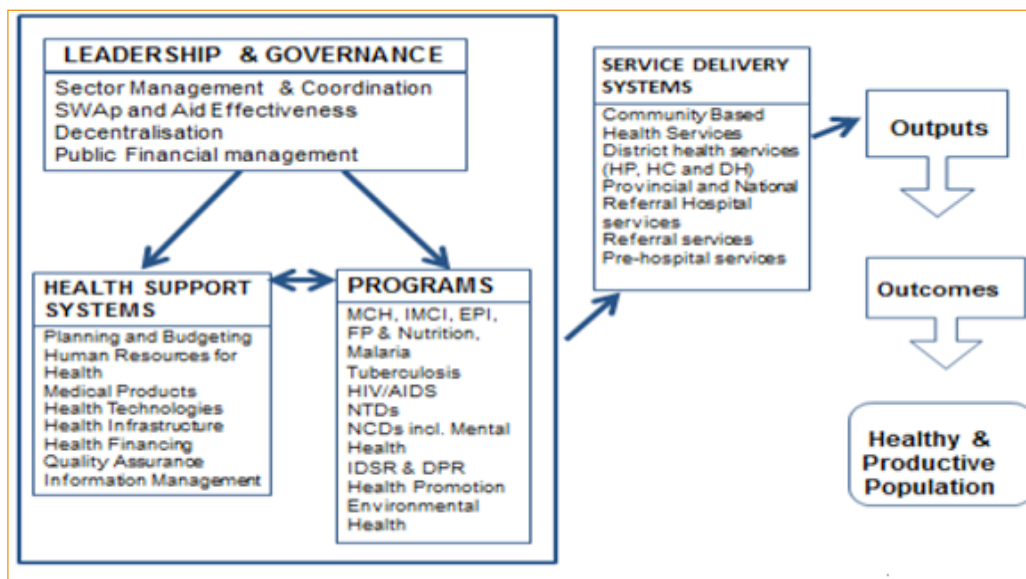 LEADERSHIP & GOVERNANCE
Sector Management & Coordination
SWAp and Aid Effectiveness
Decentralisation
Public Financial management
HEALTH SUPPORT
SYSTEMS
Planning and Budgeting
Human Resources for
Health
Medical Products
Health Technologies
Health Infrastructure
Health Financing
Quality Assurance
Information Management
PROGRAMS
MCH, IMCI, EPI,
FP & Nutrition,
Malaria
Tuberculosis
HIV/AIDS
NTDs
NCDs incl. Mental
Health
IDSR & DPR
Health Promotion
Environmental
Health
SERVICE DELIVERY
SYSTEMS
Community Based
Health Services
District health services
(HP, HC and DH)
Provincial and National
Referral Hospital
services
Referral services
Pre-hospital services
Outputs
Outcomes
Healthy &
Productive
Population